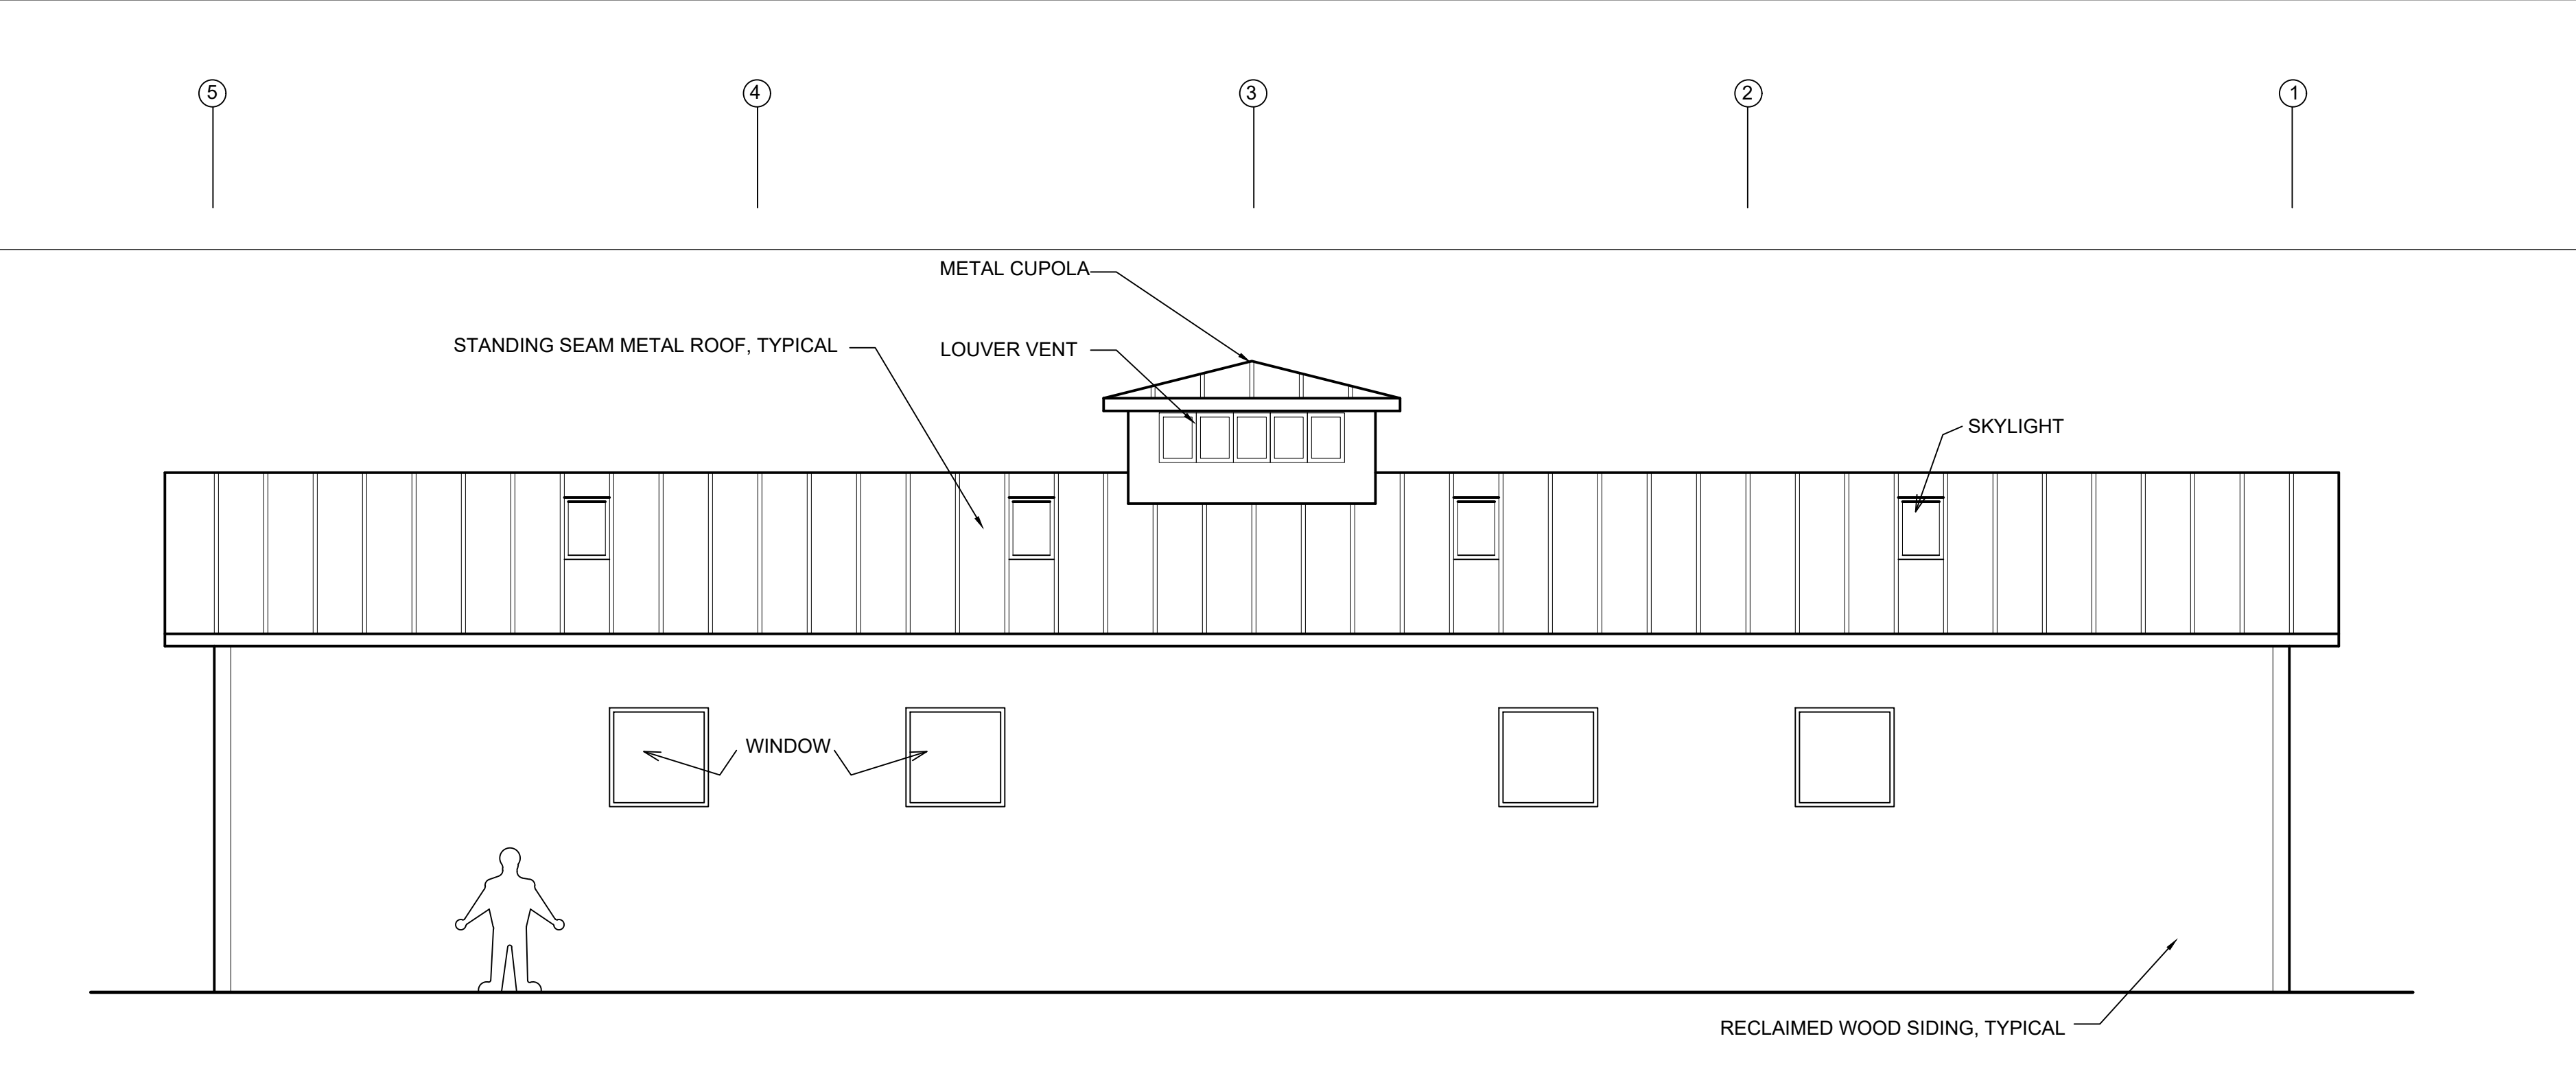 5
4
3
2
1
METAL CUPOLA
STANDING SEAM METAL ROOF, TYPICAL
LOUVER VENT
SKYLIGHT
WINDOW
RECLAIMED WOOD SIDING, TYPICAL